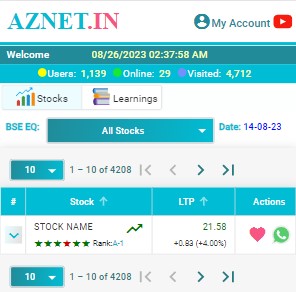 AZNET.IN
My Account
Welcome 08/26/2023 02:37:58 AM
Users: 1,139 Online: 29 Visited: 4,712
Stocks Learnings
BSE EQ: All Stocks Date: 14-08-23
10 1 – 10 of 4208
# Stock LTP Actions
STOCK NAME 21.58
Rank:A-1 +0.83 (+4.00%)
10 1 – 10 of 4208